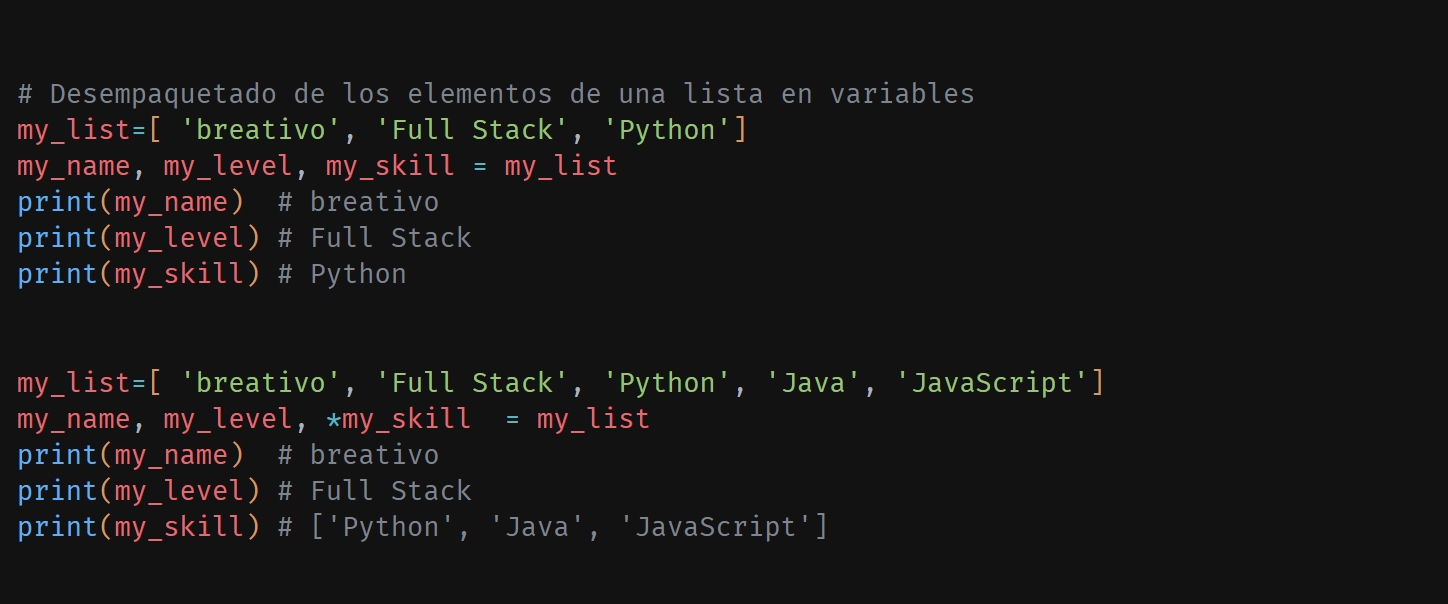 # Desempaquetado de los elementos de una lista en variables
my_list=[ 'breativo', 'Full Stack', 'Python']
my_name, my_level, my_skill = my_list
print(my_name)  # breativo
print(my_level) # Full Stack
print(my_skill) # Python
my_list=[ 'breativo', 'Full Stack', 'Python', 'Java', 'JavaScript']
my_name, my_level, *my_skill  = my_list
print(my_name)  # breativo
print(my_level) # Full Stack
print(my_skill) # ['Python', 'Java', 'JavaScript']